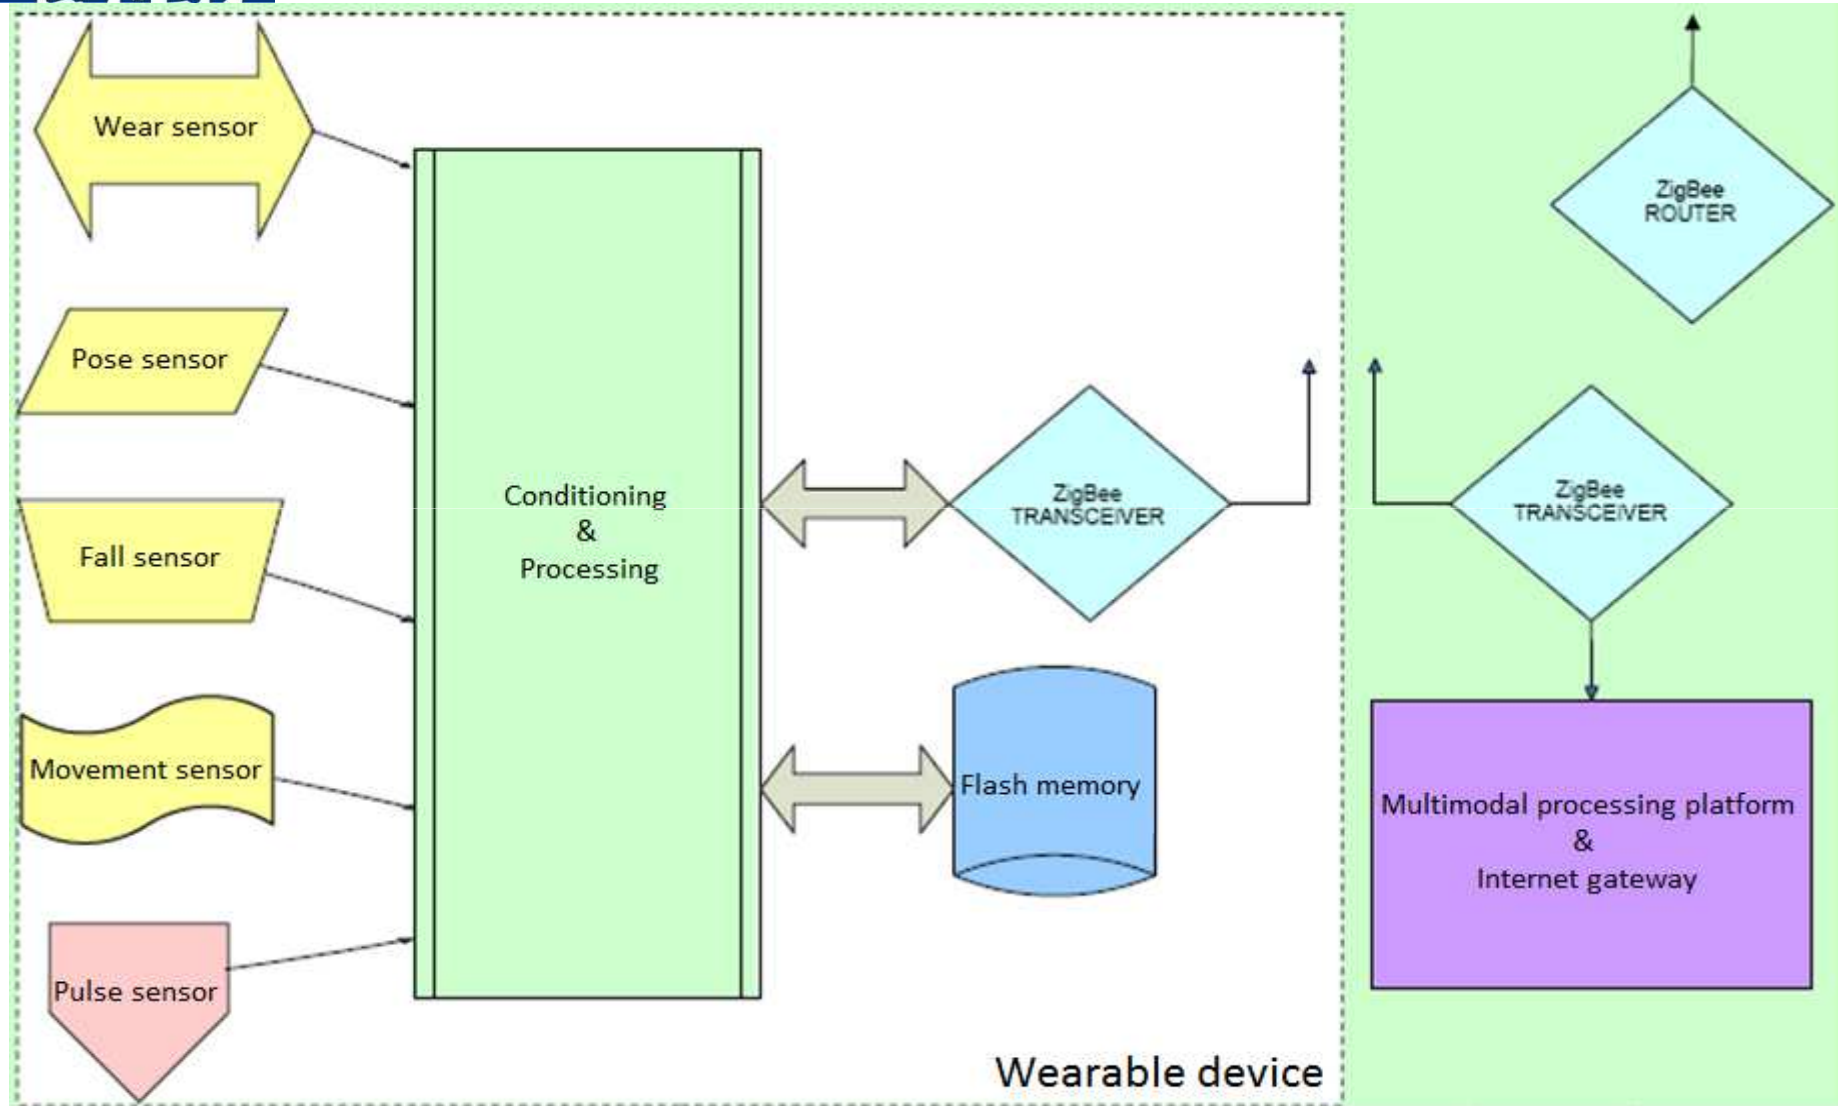 Wear sensor
Pose sensor
Fall sensor
Movement sensor
Pulse sensor
Conditioning
&
Processing
ZigBee
TRANSCEIVER
Flash memory
Wearable device
ZigBee
ROUTER
ZigBee
TRANSCEIVER
Multimodal processing platform
&
Internet gateway